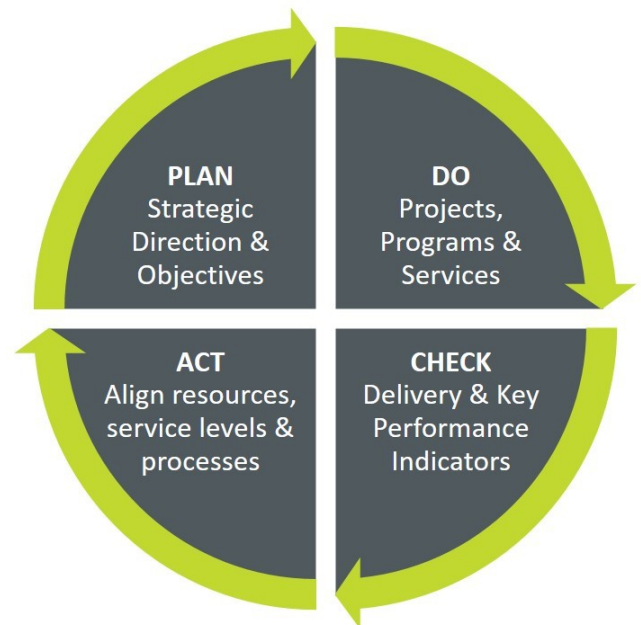 PLAN
Strategic
Direction &
Objectives
DO
Projects,
Programs &
Services
ACT
Align resources,
service levels &
processes
CHECK
Delivery & Key
Performance
Indicators